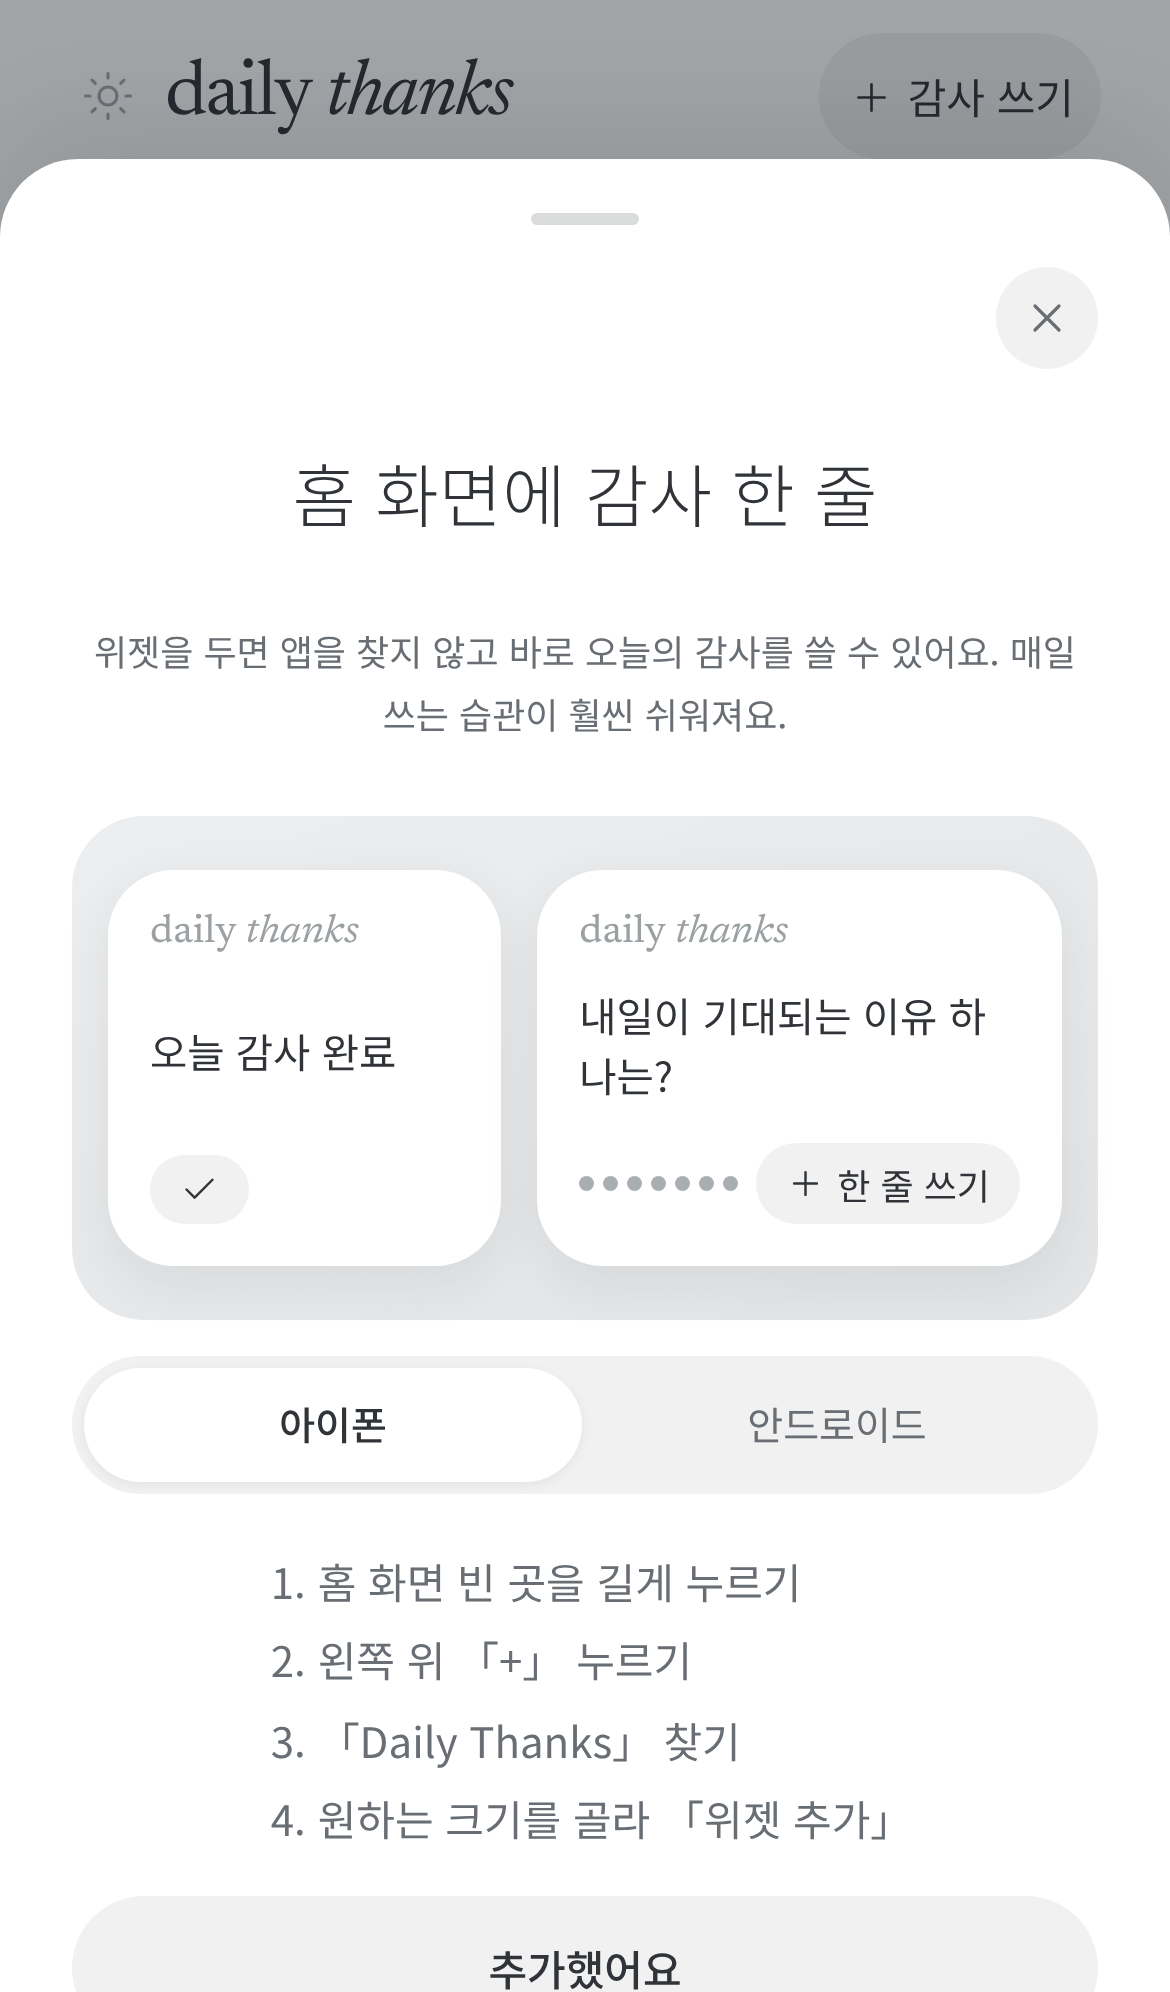 daily thanks
+ 감사 쓰기
홈 화면에 감사 한 줄
위젯을 두면 앱을 찾지 않고 바로 오늘의 감사를 쓸 수 있어요. 매일
쓰는 습관이 훨씬 쉬워져요.
daily thanks
오늘 감사 완료
daily thanks
내일이 기대되는 이유 하
나는?
+ 한 줄 쓰기
아이폰
안드로이드
1. 홈 화면 빈 곳을 길게 누르기
2. 왼쪽 위 「+」 누르기
3. 「Daily Thanks」 찾기
4. 원하는 크기를 골라 「위젯 추가」
추가했어요